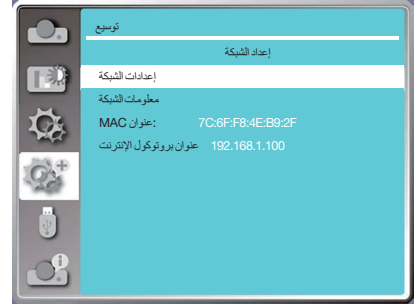 توسيع
إعداد الشبكة
إعدادات الشبكة
معلومات الشبكة
عنوان MAC: 7C:6F:F8:4E:B9:2F
عنوان بروتوكول الإنترنت 192.168.1.100